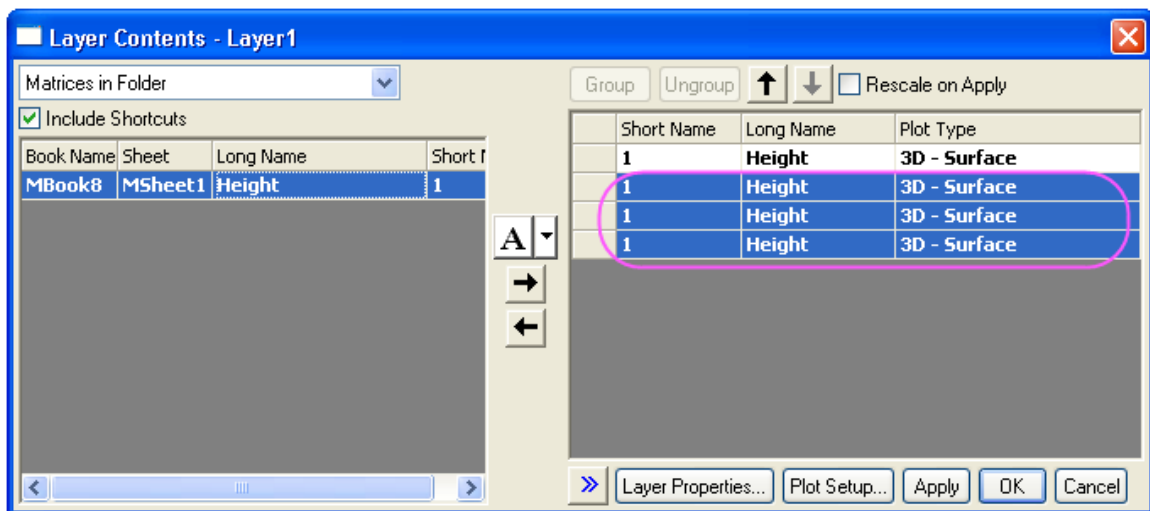 Layer Contents - Layer1
Matrices in Folder
Include Shortcuts
Book Name Sheet Long Name Short
MBook8 MSheet1 Height 1
A
Group Ungroup Rescale on Apply
Short Name Long Name Plot Type
1 Height 3D - Surface
1 Height 3D - Surface
1 Height 3D - Surface
1 Height 3D - Surface
Layer Properties... Plot Setup... Apply OK Cancel